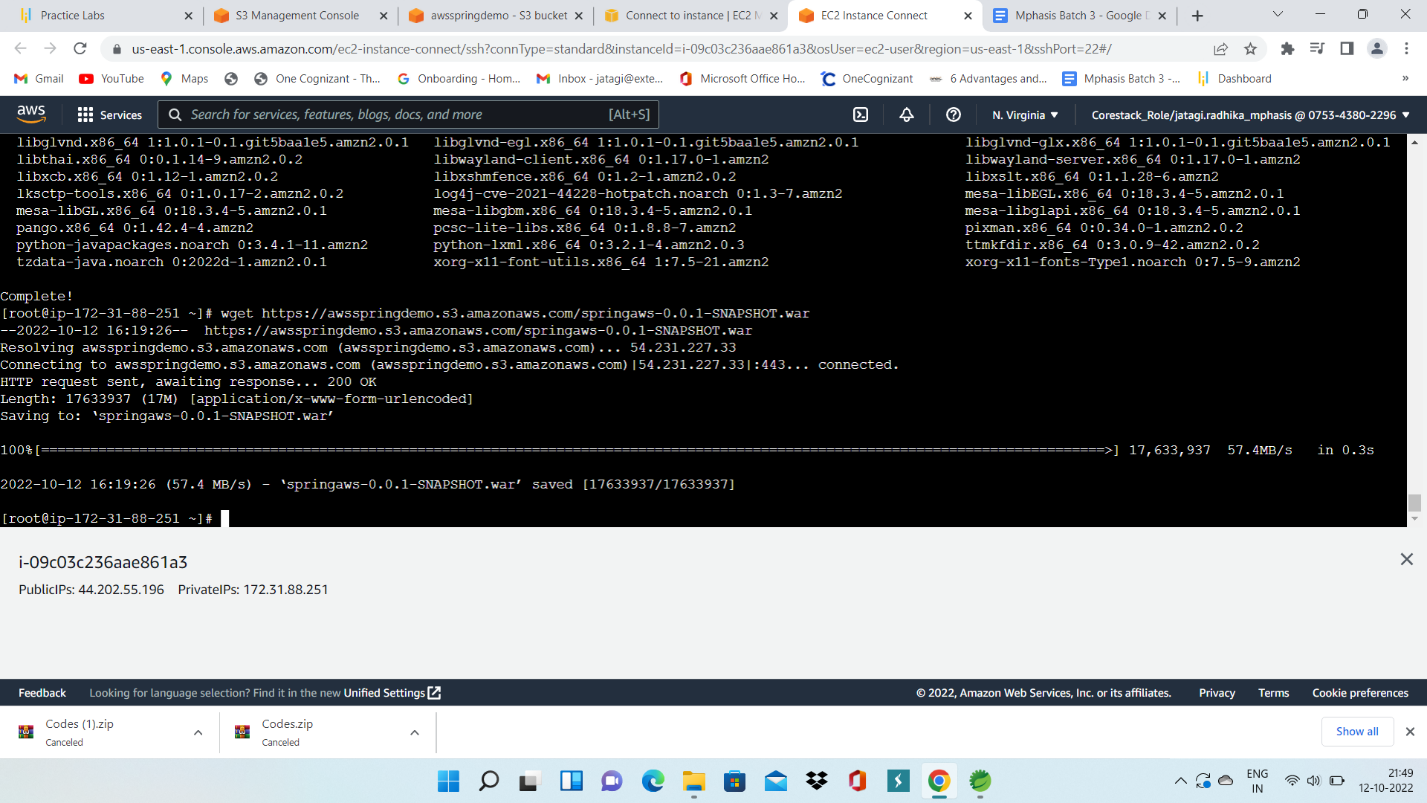 Practice Labs
S3 Management Console
awsspringdemo - S3 bucket
Connect to instance | EC2 M
EC2 Instance Connect
Mphasis Batch 3 - Google D
us-east-1.console.aws.amazon.com/ec2-instance-connect/ssh?connType=standard&instanceId=i-09c03c236aae861a3&osUser=ec2-user&region=us-east-1&sshPort=22#/
Gmail YouTube Maps One Cognizant - Th... Onboarding - Hom... Inbox - jatagi@exte... Microsoft Office Ho... OneCognizant 6 Advantages and... Mphasis Batch 3 -... Dashboard »
aws Services Search for services, features, blogs, docs, and more [Alt+S] N. Virginia ▼ Corestack_Role/jatagi.radhika_mphasis @ 0753-4380-2296 ▼
libglvnd.x86_64 1:1.0.1-0.1.git5baa1e5.amzn2.0.1 libglvnd-egl.x86_64 1:1.0.1-0.1.git5baa1e5.amzn2.0.1 libglvnd-glx.x86_64 1:1.0.1-0.1.git5baa1e5.amzn2.0.1
libthai.x86_64 0:0.1.14-9.amzn2.0.2 libwayland-client.x86_64 0:1.17.0-1.amzn2 libwayland-server.x86_64 0:1.17.0-1.amzn2
libxcb.x86_64 0:1.12-1.amzn2.0.2 libxshmfence.x86_64 0:1.2-1.amzn2.0.2 libxslt.x86_64 0:1.1.28-6.amzn2
lksctp-tools.x86_64 0:1.0.17-2.amzn2.0.2 log4j-cve-2021-44228-hotpatch.noarch 0:1.3-7.amzn2 mesa-libEGL.x86_64 0:18.3.4-5.amzn2.0.1
mesa-libGL.x86_64 0:18.3.4-5.amzn2.0.1 mesa-libgbm.x86_64 0:18.3.4-5.amzn2.0.1 mesa-libglapi.x86_64 0:18.3.4-5.amzn2.0.1
pango.x86_64 0:1.42.4-4.amzn2 pcsc-lite-libs.x86_64 0:1.8.8-7.amzn2 pixman.x86_64 0:0.34.0-1.amzn2.0.2
python-javapackages.noarch 0:3.4.1-11.amzn2 python-lxml.x86_64 0:3.2.1-4.amzn2.0.3 ttmkfdir.x86_64 0:3.0.9-42.amzn2.0.2
tzdata-java.noarch 0:2022d-1.amzn2.0.1 xorg-x11-font-utils.x86_64 1:7.5-21.amzn2 xorg-x11-fonts-Type1.noarch 0:7.5-9.amzn2
Complete!
[root@ip-172-31-88-251 ~]# wget https://awsspringdemo.s3.amazonaws.com/springaws-0.0.1-SNAPSHOT.war
--2022-10-12 16:19:26-- https://awsspringdemo.s3.amazonaws.com/springaws-0.0.1-SNAPSHOT.war
Resolving awsspringdemo.s3.amazonaws.com (awsspringdemo.s3.amazonaws.com)... 54.231.227.33
Connecting to awsspringdemo.s3.amazonaws.com (awsspringdemo.s3.amazonaws.com)|54.231.227.33|:443... connected.
HTTP request sent, awaiting response... 200 OK
Length: 17633937 (17M) [application/x-www-form-urlencoded]
Saving to: ‘springaws-0.0.1-SNAPSHOT.war’
100%[==================================================================>] 17,633,937 57.4MB/s in 0.3s
2022-10-12 16:19:26 (57.4 MB/s) - ‘springaws-0.0.1-SNAPSHOT.war’ saved [17633937/17633937]
[root@ip-172-31-88-251 ~]#
i-09c03c236aae861a3
PublicIPs: 44.202.55.196 PrivateIPs: 172.31.88.251
Feedback Looking for language selection? Find it in the new Unified Settings © 2022, Amazon Web Services, Inc. or its affiliates. Privacy Terms Cookie preferences
Codes (1).zip
Canceled
Codes.zip
Canceled
Show all
ENG
IN
21:49
12-10-2022